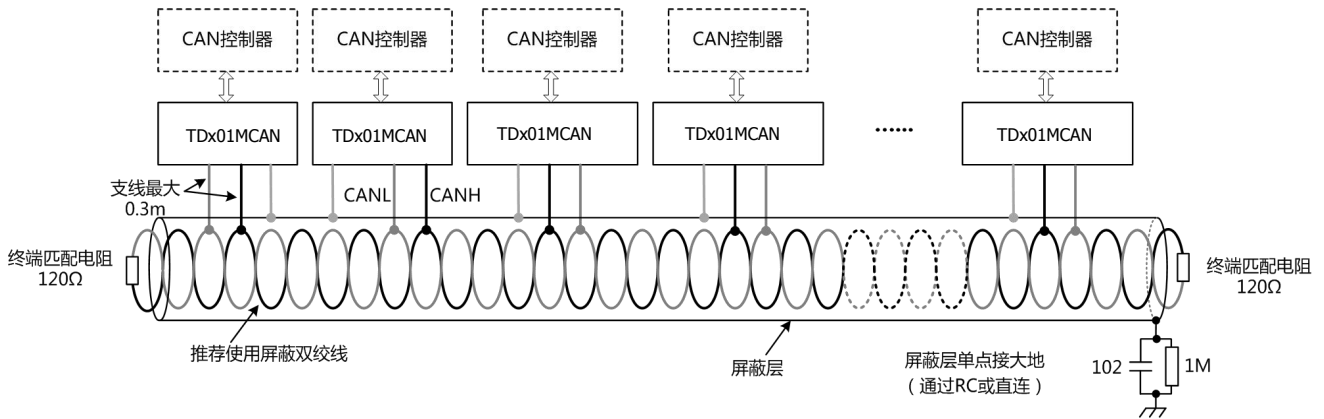 CAN控制器
CAN控制器
CAN控制器
CAN控制器
CAN控制器
TDx01MCAN
TDx01MCAN
TDx01MCAN
TDx01MCAN
······
TDx01MCAN
支线最大
0.3m
CANL
CANH
终端匹配电阻
120Ω
终端匹配电阻
120Ω
推荐使用屏蔽双绞线
屏蔽层
屏蔽层单点接大地
（通过RC或直连）
102
1M